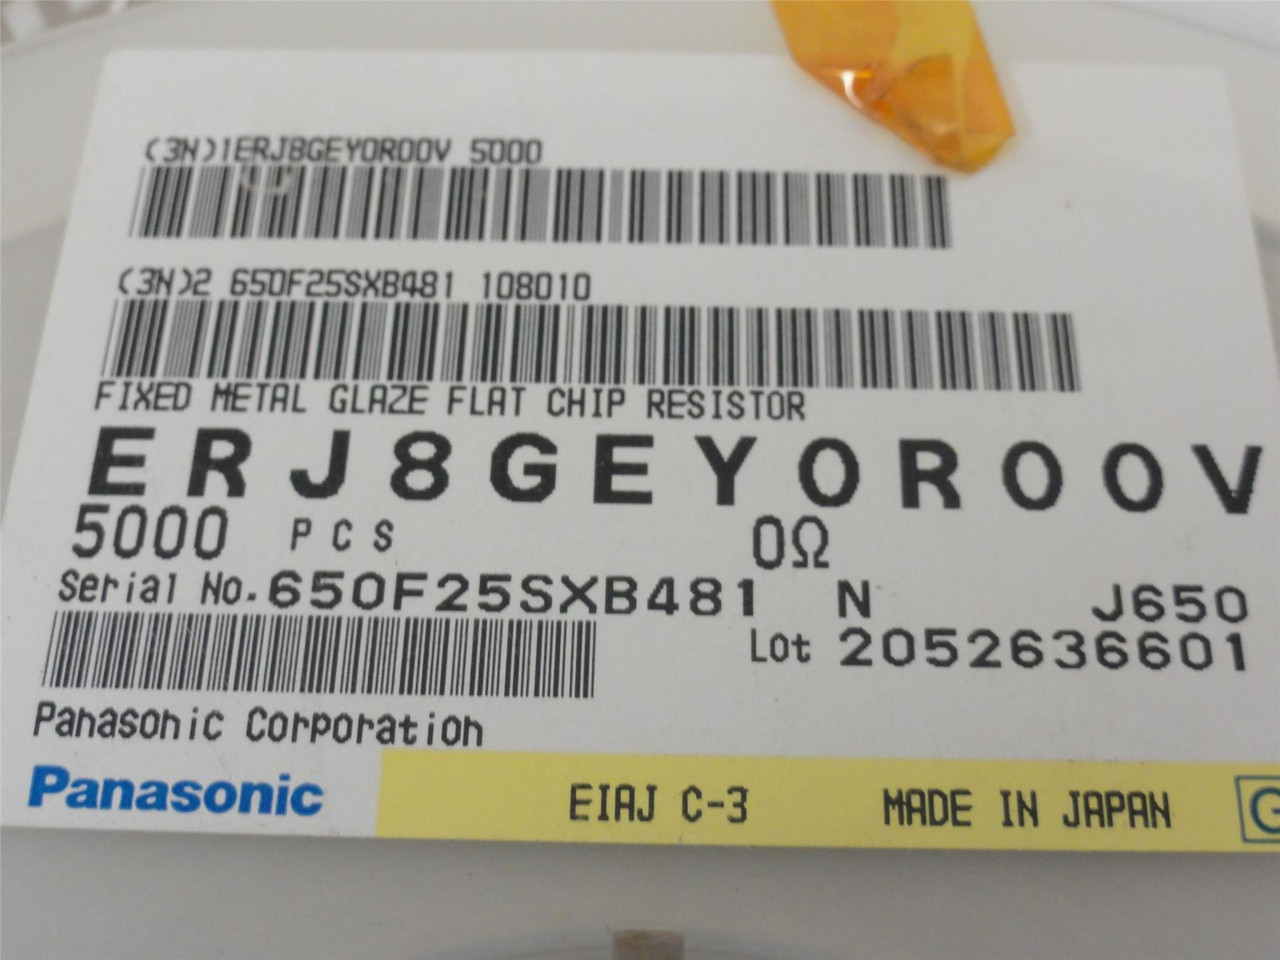 (3N)1ERJ8GEY0R00V 5000
(3N)2 650F25SXB481 108010
FIXED METAL GLAZE FLAT CHIP RESISTOR
ERJ8GEY0R00V
5000 PCS 0Ω
Serial No.650F25SXB481 N J650
Lot 2052636601
Panasonic Corporation
Panasonic EIAJ C-3 MADE IN JAPAN G